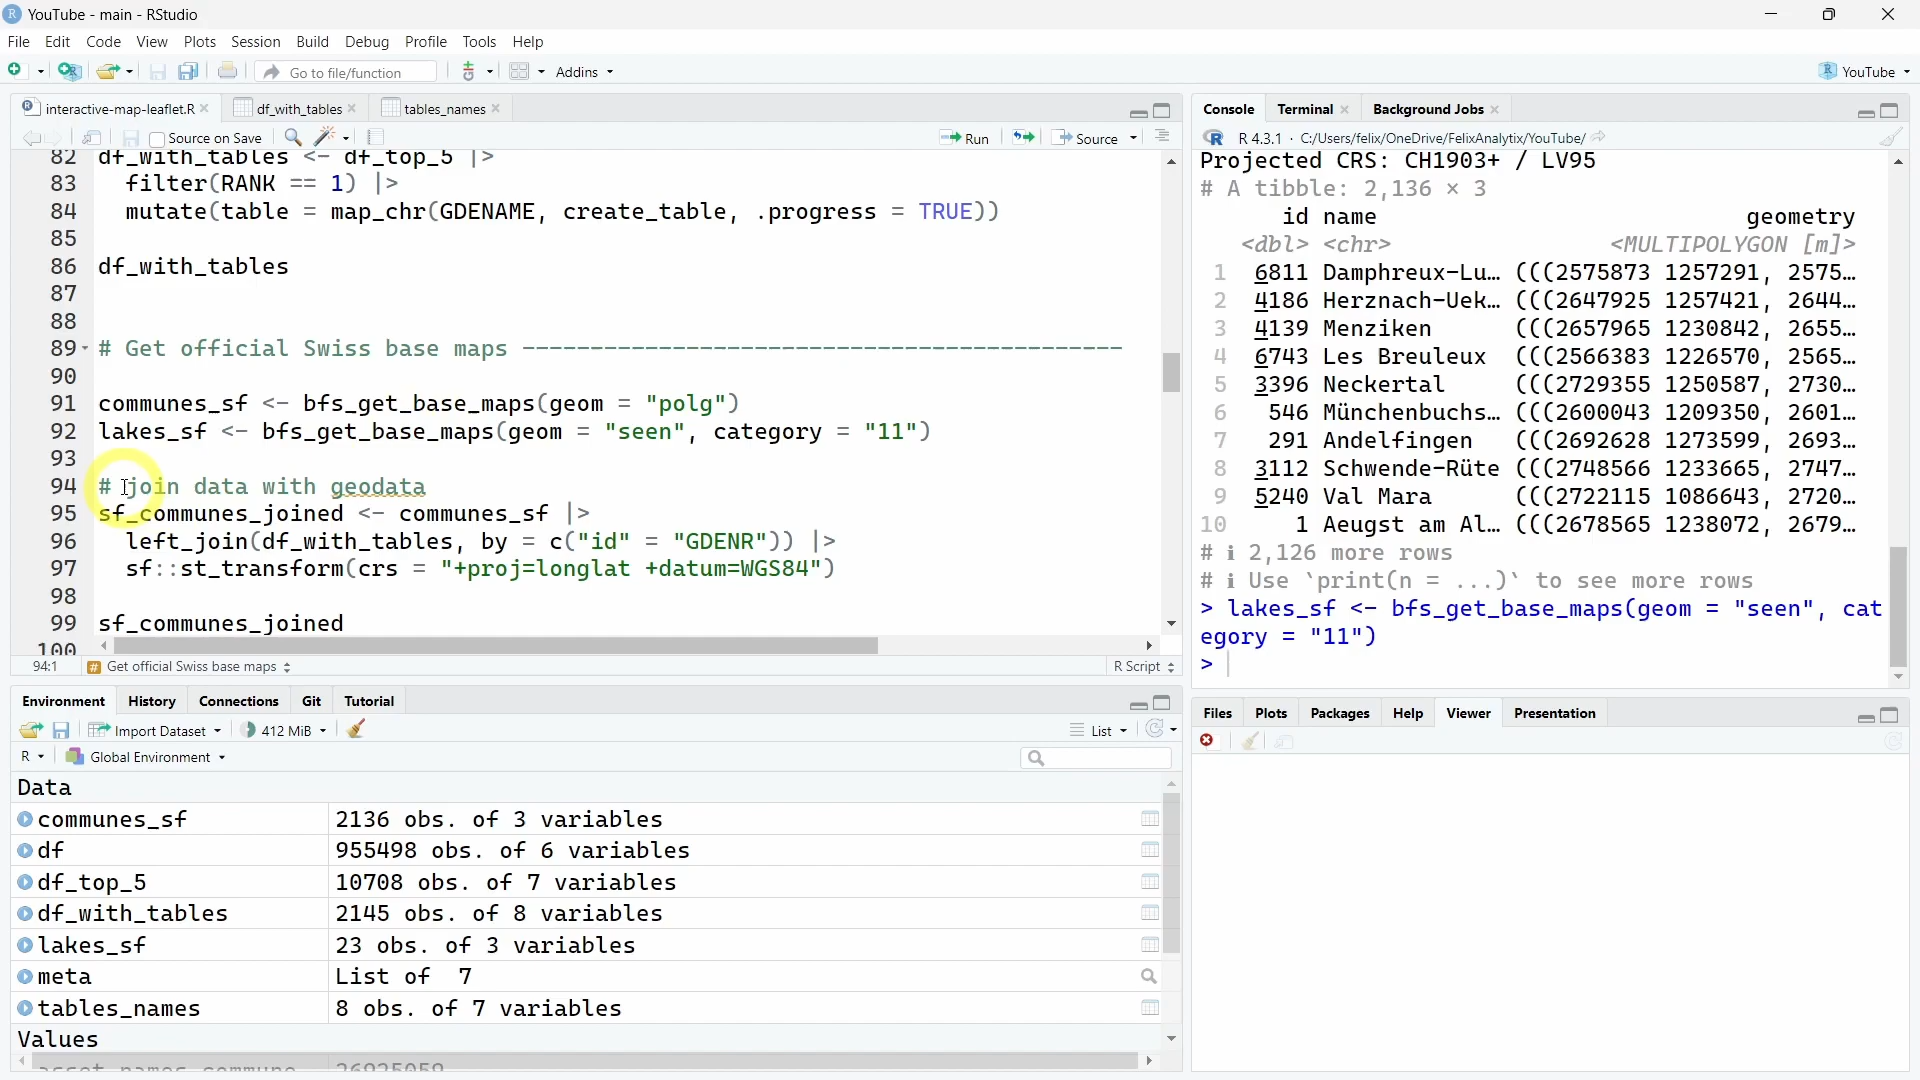 YouTube - main - RStudio
File Edit Code View Plots Session Build Debug Profile Tools Help
Go to file/function Addins YouTube
interactive-map-leaflet.R df_with_tables tables_names
Source on Save Run Source
82 df_with_tables <- df_top_5 |>
83 filter(RANK == 1) |>
84 mutate(table = map_chr(GDENAME, create_table, .progress = TRUE))
85
86 df_with_tables
87
88
89 # Get official Swiss base maps --------------------------------------------
90
91 communes_sf <- bfs_get_base_maps(geom = "polg")
92 lakes_sf <- bfs_get_base_maps(geom = "seen", category = "11")
93
94 # join data with geodata
95 sf_communes_joined <- communes_sf |>
96 left_join(df_with_tables, by = c("id" = "GDENR")) |>
97 sf::st_transform(crs = "+proj=longlat +datum=WGS84")
98
99 sf_communes_joined
100
94:1 Get official Swiss base maps R Script
Environment History Connections Git Tutorial
Import Dataset 412 MiB List
R Global Environment
Data
communes_sf 2136 obs. of 3 variables
df 955498 obs. of 6 variables
df_top_5 10708 obs. of 7 variables
df_with_tables 2145 obs. of 8 variables
lakes_sf 23 obs. of 3 variables
meta List of 7
tables_names 8 obs. of 7 variables
Values
Console Terminal Background Jobs
R 4.3.1 · C:/Users/felix/OneDrive/FelixAnalytix/YouTube/
Projected CRS: CH1903+ / LV95
# A tibble: 2,136 × 3
id name geometry
<dbl> <chr> <MULTIPOLYGON [m]>
1 6811 Damphreux-Lu… (((2575873 1257291, 2575…
2 4186 Herznach-Uek… (((2647925 1257421, 2644…
3 4139 Menziken (((2657965 1230842, 2655…
4 6743 Les Breuleux (((2566383 1226570, 2565…
5 3396 Neckertal (((2729355 1250587, 2730…
6 546 Münchenbuchs… (((2600043 1209350, 2601…
7 291 Andelfingen (((2692628 1273599, 2693…
8 3112 Schwende-Rüte (((2748566 1233665, 2747…
9 5240 Val Mara (((2722115 1086643, 2720…
10 1 Aeugst am Al… (((2678565 1238072, 2679…
# ℹ 2,126 more rows
# ℹ Use `print(n = ...)` to see more rows
> lakes_sf <- bfs_get_base_maps(geom = "seen", cat
egory = "11")
>
Files Plots Packages Help Viewer Presentation